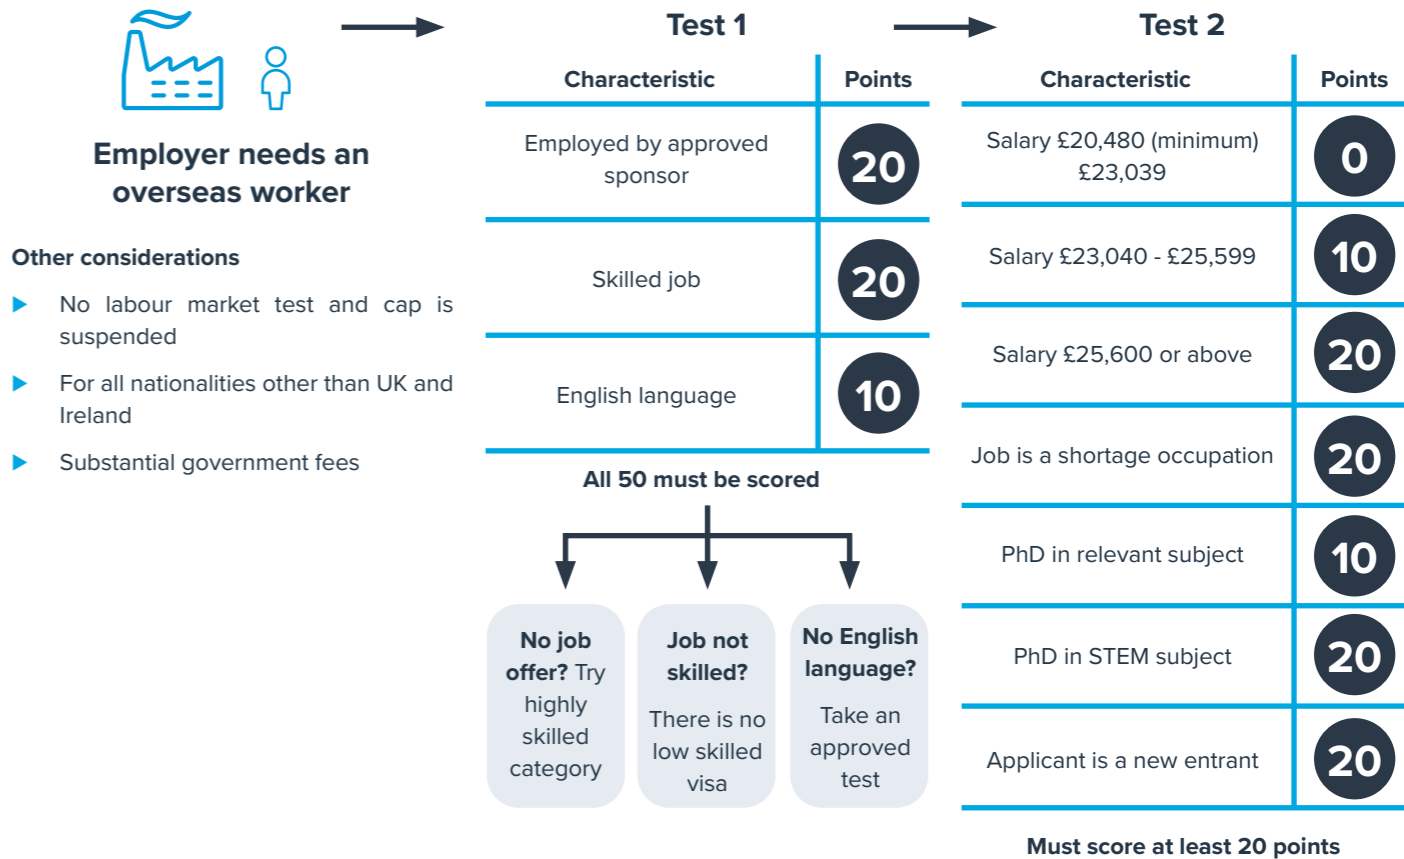 Employer needs an
overseas worker
Other considerations
No labour market test and cap is
suspended
For all nationalities other than UK and
Ireland
Substantial government fees
Test 1
Characteristic Points
Employed by approved
sponsor
20
Skilled job 20
English language 10
All 50 must be scored
No job
offer? Try
highly
skilled
category
Job not
skilled?
There is no
low skilled
visa
No English
language?
Take an
approved
test
Test 2
Characteristic Points
Salary £20,480 (minimum)
£23,039
0
Salary £23,040 - £25,599 10
Salary £25,600 or above 20
Job is a shortage occupation 20
PhD in relevant subject 10
PhD in STEM subject 20
Applicant is a new entrant 20
Must score at least 20 points